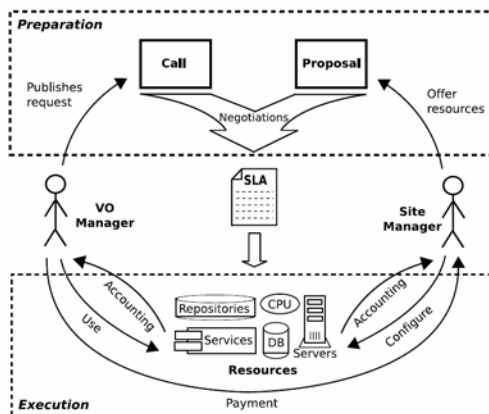 Preparation
Call
Proposal
Publishes
request
Offer
resources
Negotiations
SLA
VO
Manager
Site
Manager
Accounting
Use
Repositories
CPU
Services
DB
Servers
Resources
Accounting
Configure
Payment
Execution